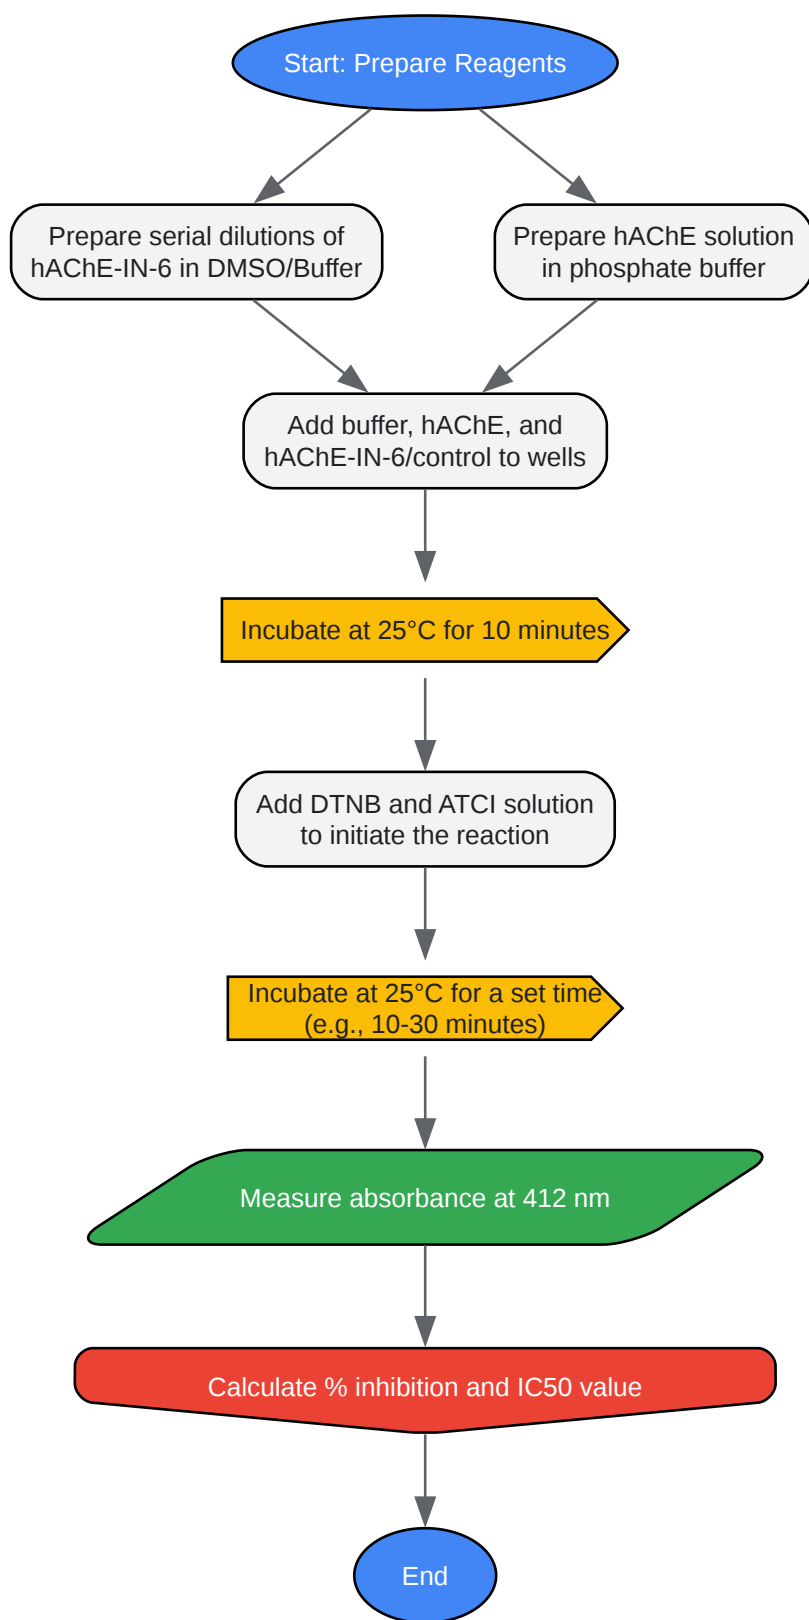 Start: Prepare Reagents
Prepare serial dilutions of
hAChE-IN-6 in DMSO/Buffer
Prepare hAChE solution
in phosphate buffer
Add buffer, hAChE, and
hAChE-IN-6/control to wells
Incubate at 25°C for 10 minutes
Add DTNB and ATCI solution
to initiate the reaction
Incubate at 25°C for a set time
(e.g., 10-30 minutes)
Measure absorbance at 412 nm
Calculate % inhibition and IC50 value
End